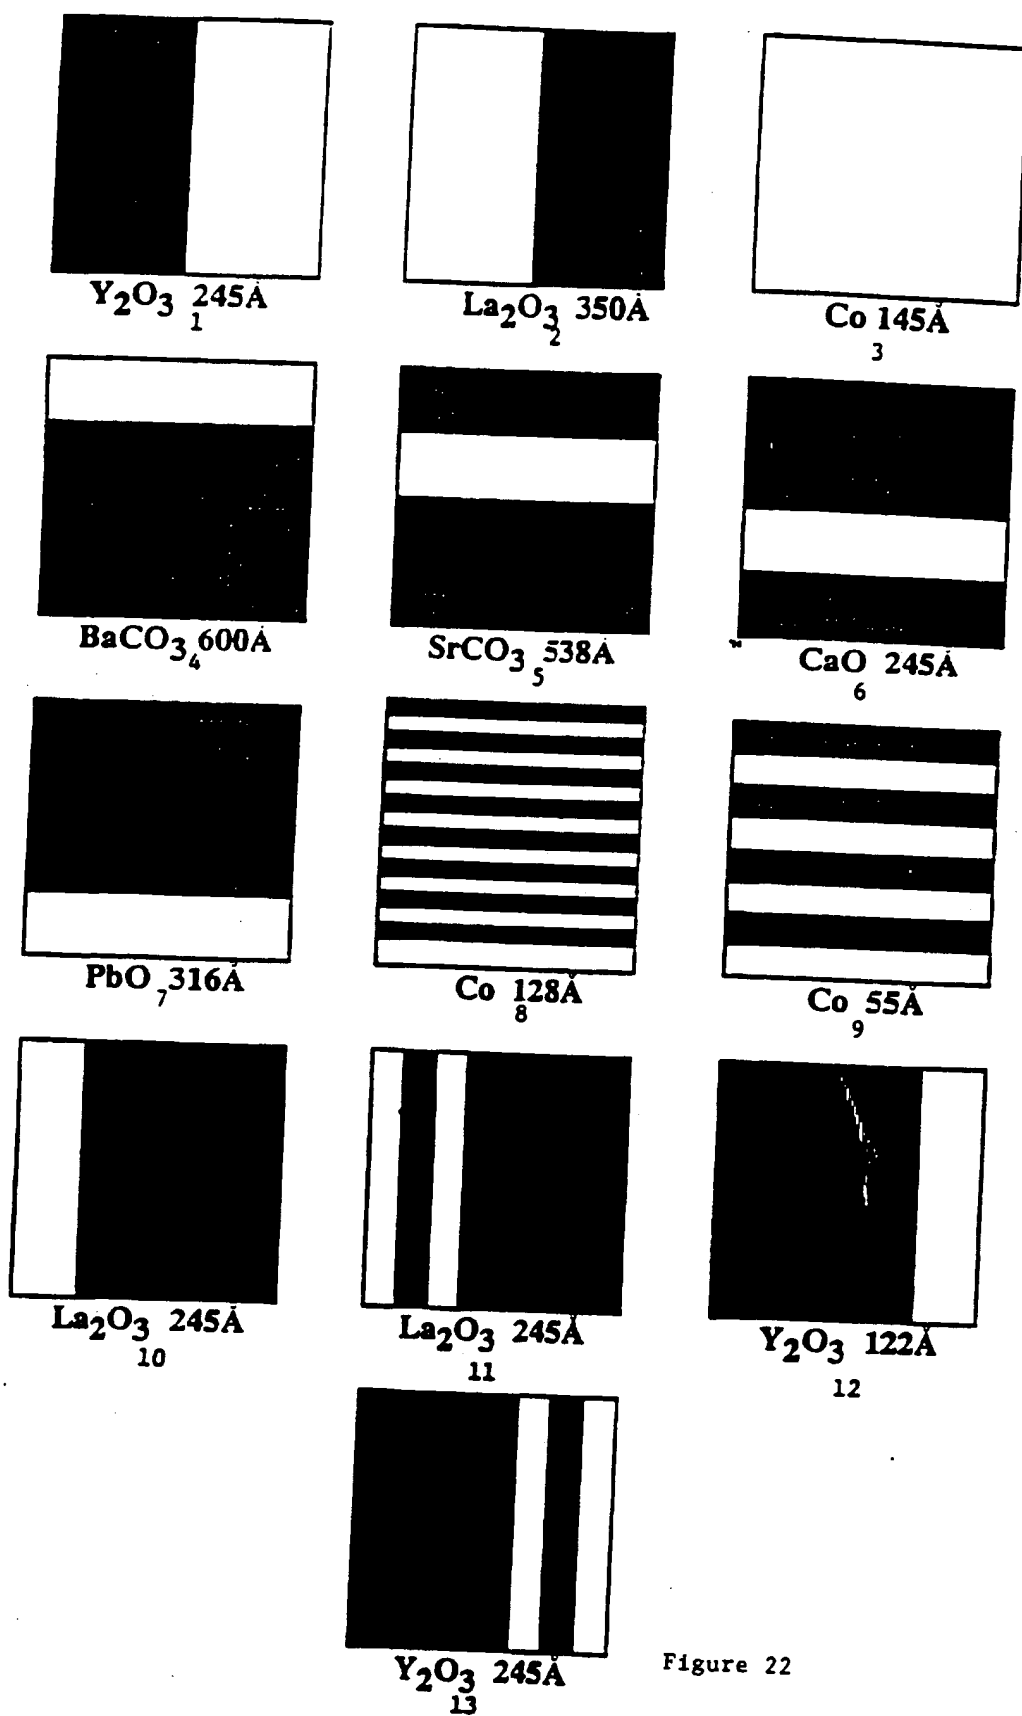 Y₂O₃ 245Å
1
La₂O₃ 350Å
2
Co 145Å
3
BaCO₃ 600Å
4
SrCO₃ 538Å
5
CaO 245Å
6
PbO 316Å
7
Co 128Å
8
Co 55Å
9
La₂O₃ 245Å
10
La₂O₃ 245Å
11
Y₂O₃ 122Å
12
Y₂O₃ 245Å
13
Figure 22